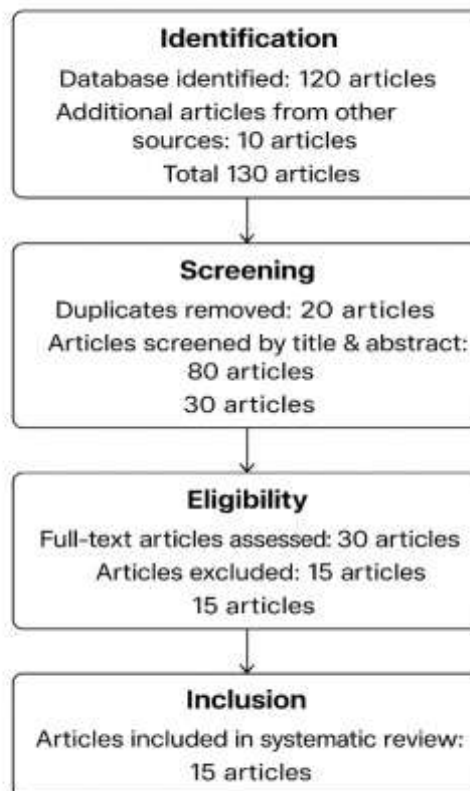 Identification
Database identified: 120 articles
Additional articles from other
sources: 10 articles
Total 130 articles
Screening
Duplicates removed: 20 articles
Articles screened by title & abstract:
80 articles
30 articles
Eligibility
Full-text articles assessed: 30 articles
Articles excluded: 15 articles
15 articles
Inclusion
Articles included in systematic review:
15 articles